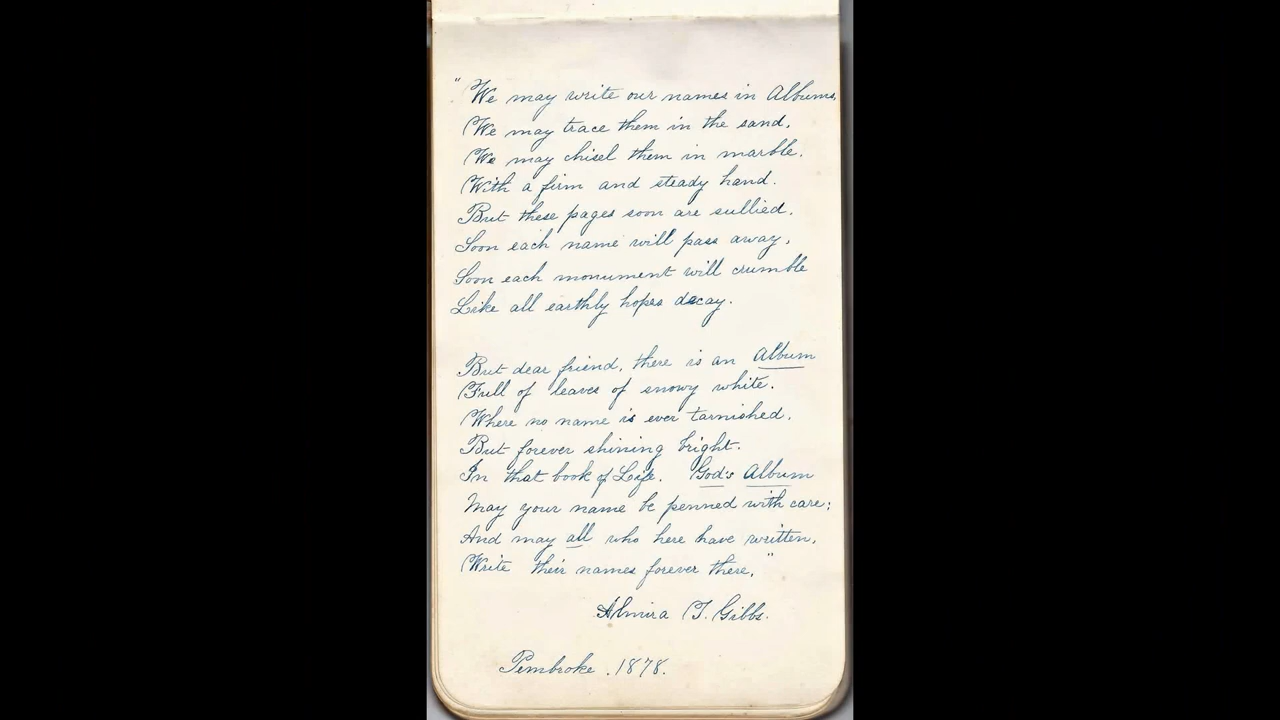 "We may write our names in Albums,
We may trace them in the sand,
We may chisel them in marble,
With a firm and steady hand.
But these pages soon are sullied,
Soon each name will pass away,
Soon each monument will crumble
Like all earthly hopes decay.
But dear friend, there is an Album
Full of leaves of snowy white.
Where no name is ever tarnished,
But forever shining bright.
In that book of Life, God's Album
May your name be penned with care;
And may all who here have written,
Write their names forever there,"
Almira T. Gibbs.
Pembroke, 1878.